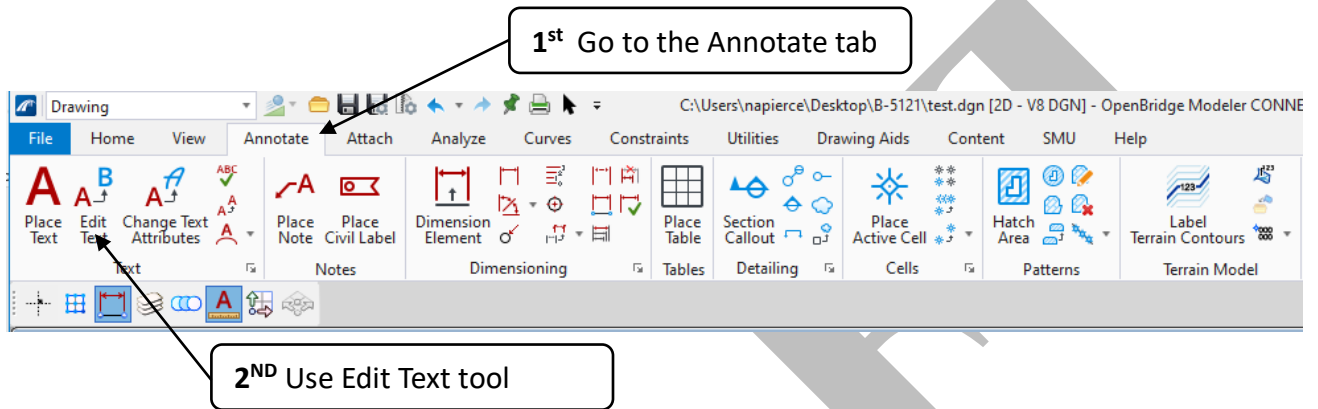 1st Go to the Annotate tab
Drawing
C:\Users\napierce\Desktop\B-5121\test.dgn [2D - V8 DGN] - OpenBridge Modeler CONNE
File Home View Annotate Attach Analyze Curves Constraints Utilities Drawing Aids Content SMU Help
Place Text
Edit Text
Change Text Attributes
Place Note
Place Civil Label
Dimension Element
Place Table
Section Callout
Place Active Cell
Hatch Area
Label Terrain Contours
Text Notes Dimensioning Tables Detailing Cells Patterns Terrain Model
2ND Use Edit Text tool